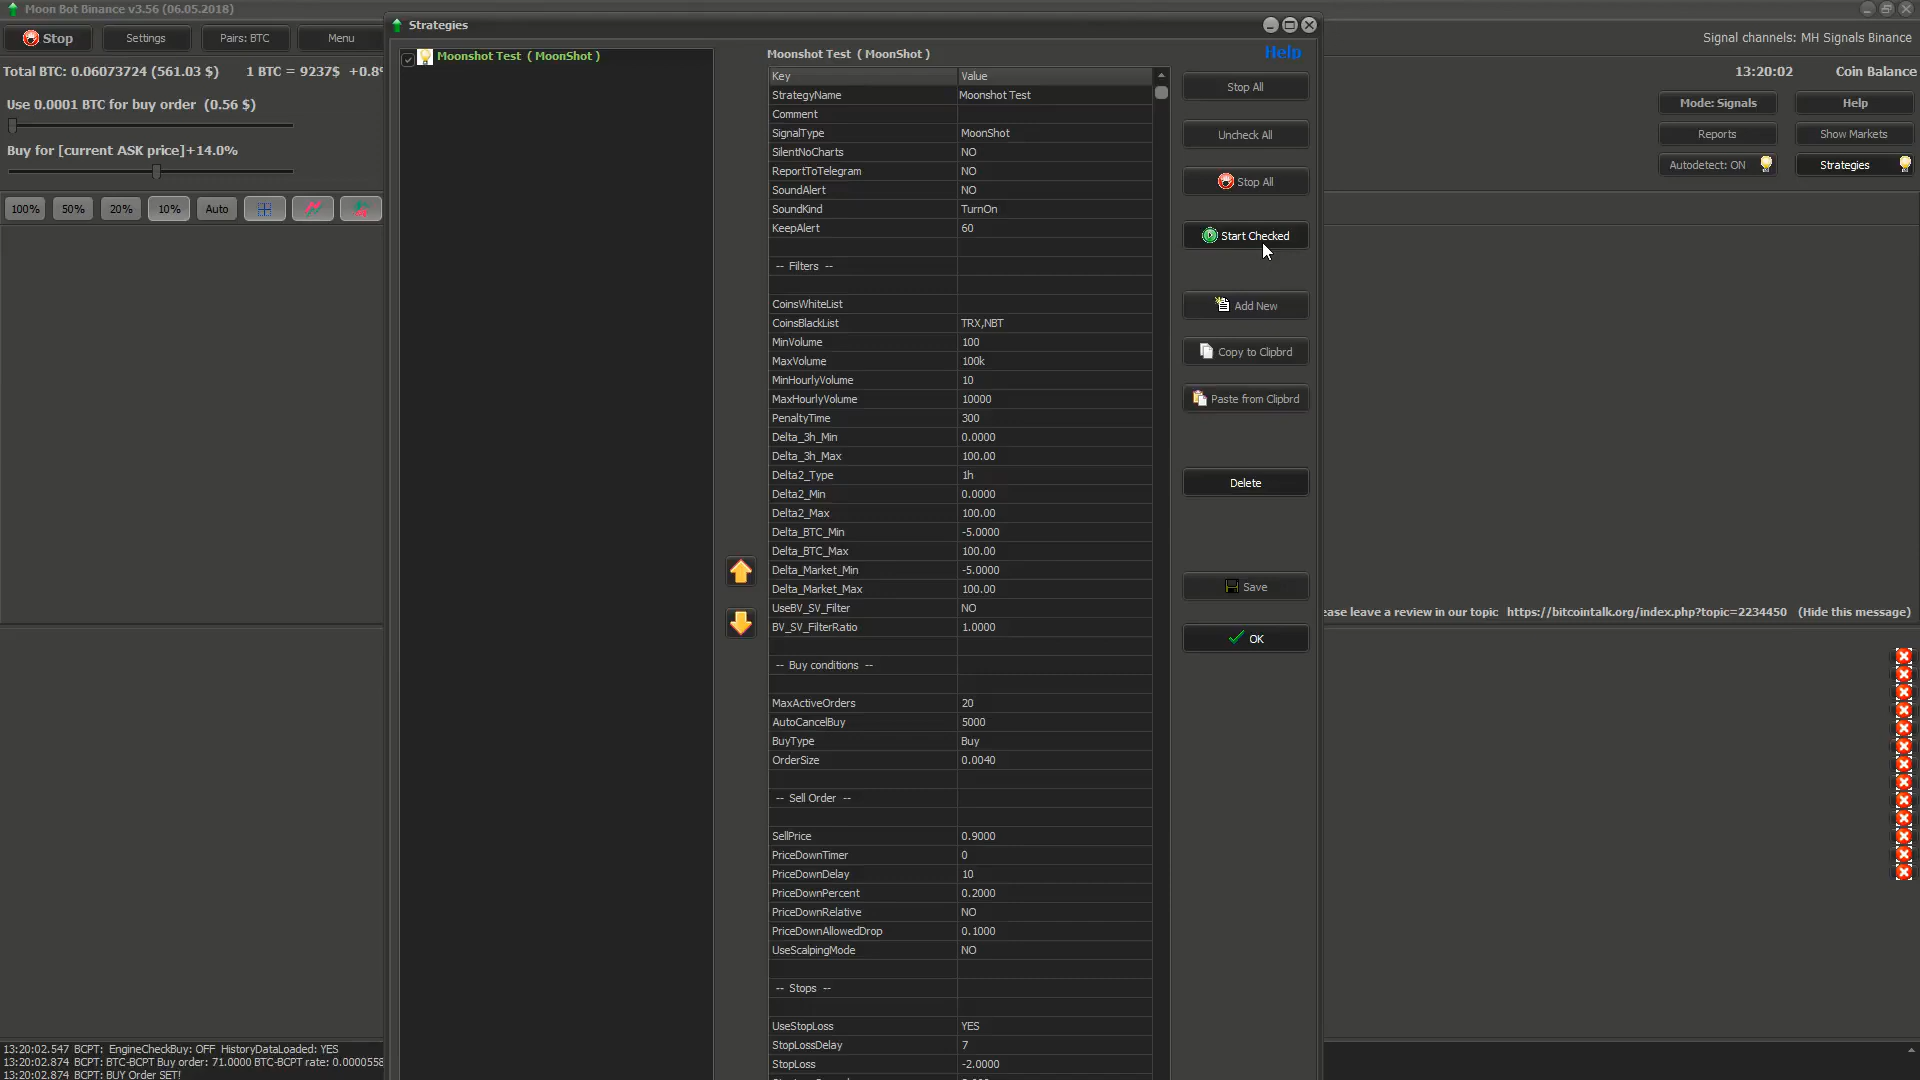 Moon Bot Binance v3.56 (06.05.2018)
Stop
Settings
Pairs: BTC
Menu
Total BTC: 0.06073724 (561.03 $)
1 BTC = 9237$
Use 0.0001 BTC for buy order (0.56 $)
Buy for [current ASK price]+14.0%
100%
50%
20%
10%
Auto
Strategies
Moonshot Test ( MoonShot )
Moonshot Test ( MoonShot )
Help
Key Value
StrategyName Moonshot Test
Comment
SignalType MoonShot
SilentNoCharts NO
ReportToTelegram NO
SoundAlert NO
SoundKind TurnOn
KeepAlert 60
-- Filters --
CoinsWhiteList
CoinsBlackList TRX,NBT
MinVolume 100
MaxVolume 100k
MinHourlyVolume 10
MaxHourlyVolume 10000
PenaltyTime 300
Delta_3h_Min 0.0000
Delta_3h_Max 100.00
Delta2_Type 1h
Delta2_Min 0.0000
Delta2_Max 100.00
Delta_BTC_Min -5.0000
Delta_BTC_Max 100.00
Delta_Market_Min -5.0000
Delta_Market_Max 100.00
UseBV_SV_Filter NO
BV_SV_FilterRatio 1.0000
-- Buy conditions --
MaxActiveOrders 20
AutoCancelBuy 5000
BuyType Buy
OrderSize 0.0040
-- Sell Order --
SellPrice 0.9000
PriceDownTimer 0
PriceDownDelay 10
PriceDownPercent 0.2000
PriceDownRelative NO
PriceDownAllowedDrop 0.1000
UseScalpingMode NO
-- Stops --
UseStopLoss YES
StopLossDelay 7
StopLoss -2.0000
Stop All
Uncheck All
Stop All
Start Checked
Add New
Copy to Clipbrd
Paste from Clipbrd
Delete
Save
OK
Signal channels: MH Signals Binance
13:20:02
Coin Balance
Mode: Signals
Help
Reports
Show Markets
Autodetect: ON
Strategies
ease leave a review in our topic https://bitcointalk.org/index.php?topic=2234450 (Hide this message)
13:20:02.547 BCPT: EngineCheckBuy: OFF HistoryDataLoaded: YES
13:20:02.874 BCPT: BTC-BCPT Buy order: 71.0000 BTC-BCPT rate: 0.0000558
13:20:02.874 BCPT: BUY Order SET!